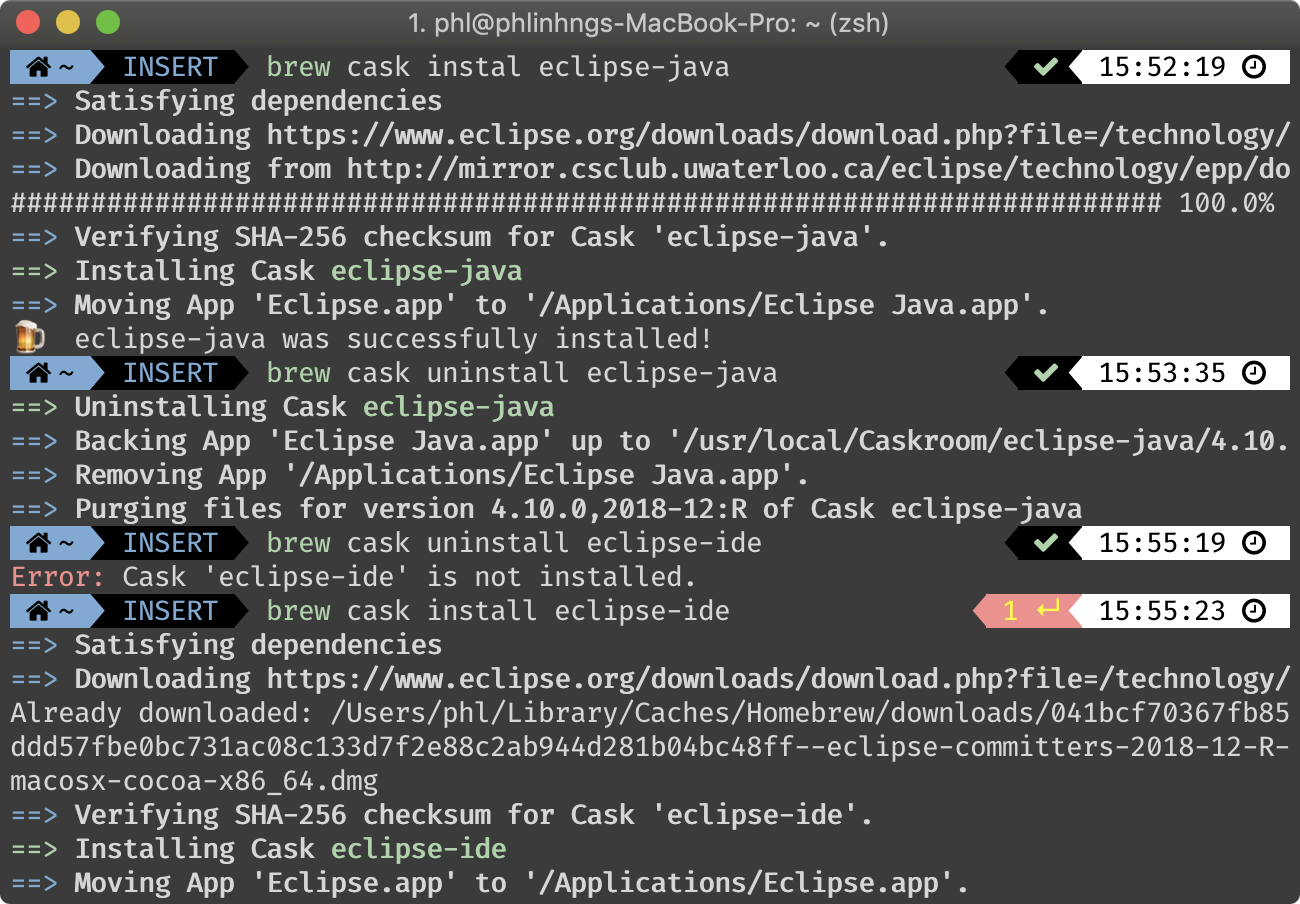 1. phl@phlinhngs-MacBook-Pro: ~ (zsh)
~ INSERT brew cask instal eclipse-java ✔ 15:52:19
==> Satisfying dependencies
==> Downloading https://www.eclipse.org/downloads/download.php?file=/technology/
==> Downloading from http://mirror.csclub.uwaterloo.ca/eclipse/technology/epp/do
######################################################################## 100.0%
==> Verifying SHA-256 checksum for Cask 'eclipse-java'.
==> Installing Cask eclipse-java
==> Moving App 'Eclipse.app' to '/Applications/Eclipse Java.app'.
🍺 eclipse-java was successfully installed!
~ INSERT brew cask uninstall eclipse-java ✔ 15:53:35
==> Uninstalling Cask eclipse-java
==> Backing App 'Eclipse Java.app' up to '/usr/local/Caskroom/eclipse-java/4.10.
==> Removing App '/Applications/Eclipse Java.app'.
==> Purging files for version 4.10.0,2018-12:R of Cask eclipse-java
~ INSERT brew cask uninstall eclipse-ide ✔ 15:55:19
Error: Cask 'eclipse-ide' is not installed.
~ INSERT brew cask install eclipse-ide 1 ↵ 15:55:23
==> Satisfying dependencies
==> Downloading https://www.eclipse.org/downloads/download.php?file=/technology/
Already downloaded: /Users/phl/Library/Caches/Homebrew/downloads/041bcf70367fb85
ddd57fbe0bc731ac08c133d7f2e88c2ab944d281b04bc48ff--eclipse-committers-2018-12-R-
macosx-cocoa-x86_64.dmg
==> Verifying SHA-256 checksum for Cask 'eclipse-ide'.
==> Installing Cask eclipse-ide
==> Moving App 'Eclipse.app' to '/Applications/Eclipse.app'.